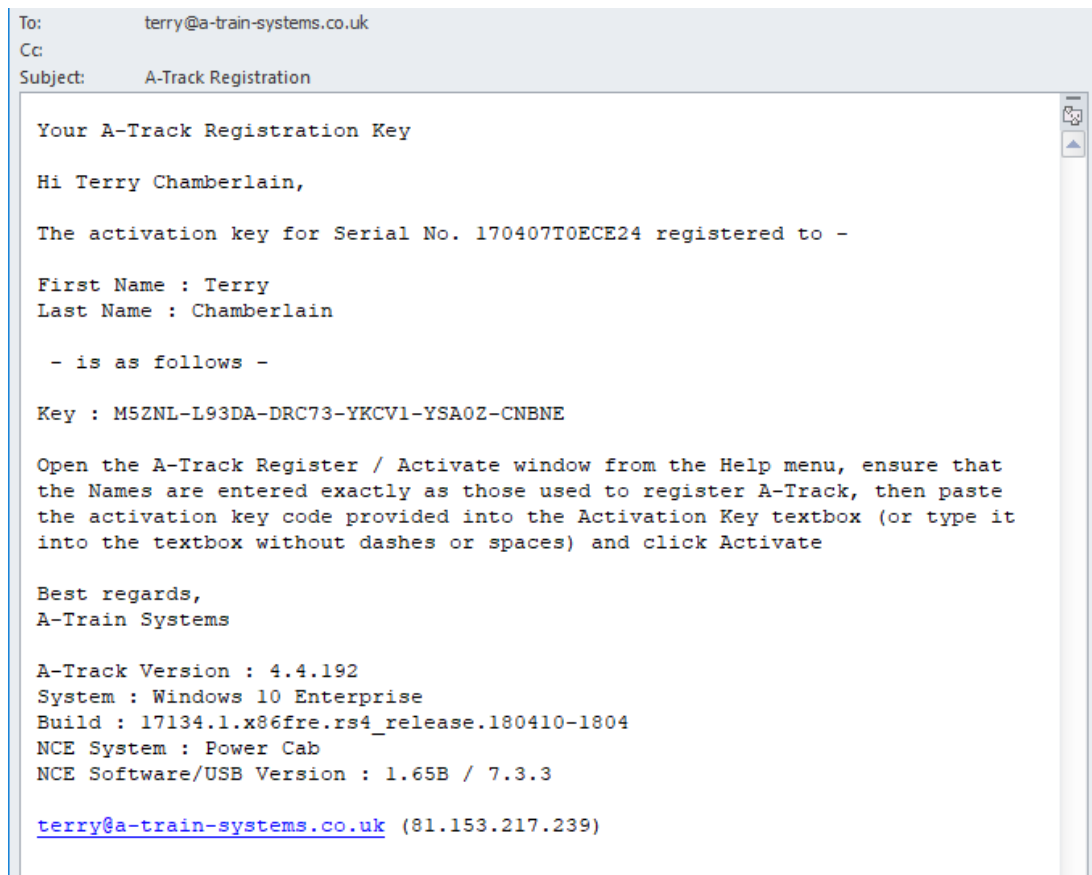 To: terry@a-train-systems.co.uk
Cc:
Subject: A-Track Registration
Your A-Track Registration Key
Hi Terry Chamberlain,
The activation key for Serial No. 170407T0ECE24 registered to -
First Name : Terry
Last Name : Chamberlain
- is as follows -
Key : M5ZNL-L93DA-DRC73-YKCV1-YSA0Z-CNBNE
Open the A-Track Register / Activate window from the Help menu, ensure that
the Names are entered exactly as those used to register A-Track, then paste
the activation key code provided into the Activation Key textbox (or type it
into the textbox without dashes or spaces) and click Activate
Best regards,
A-Train Systems
A-Track Version : 4.4.192
System : Windows 10 Enterprise
Build : 17134.1.x86fre.rs4_release.180410-1804
NCE System : Power Cab
NCE Software/USB Version : 1.65B / 7.3.3
terry@a-train-systems.co.uk (81.153.217.239)